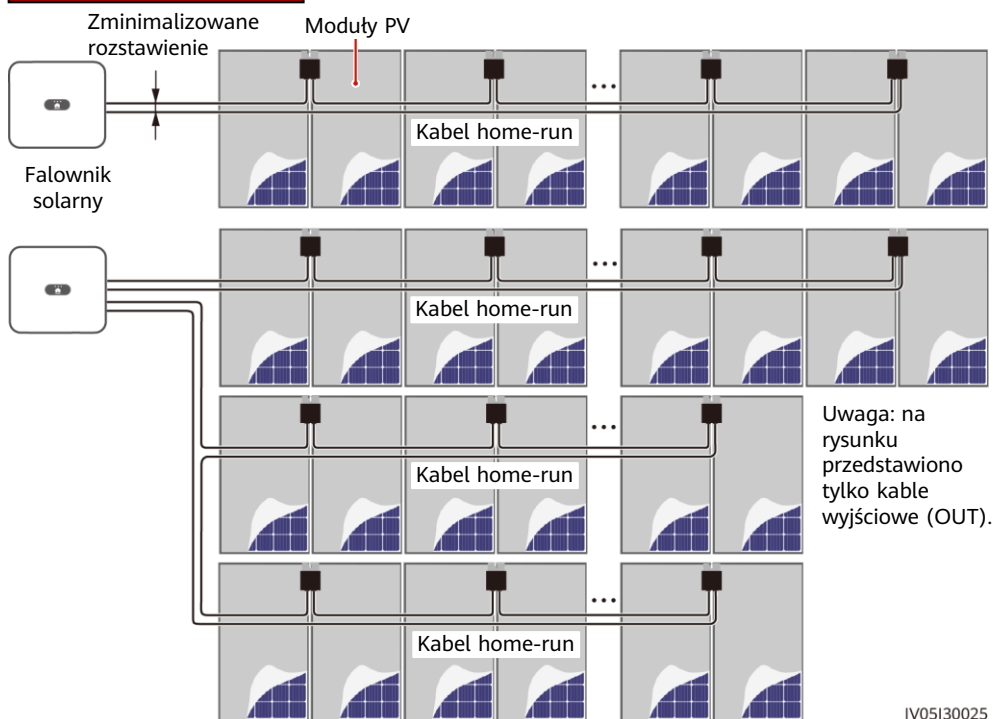 Zminimalizowane
rozstawienie
Moduły PV
Kabel home-run
Falownik
solarny
Kabel home-run
Uwaga: na
rysunku
przedstawiono
tylko kable
wyjściowe (OUT).
Kabel home-run
Kabel home-run
IV05I30025